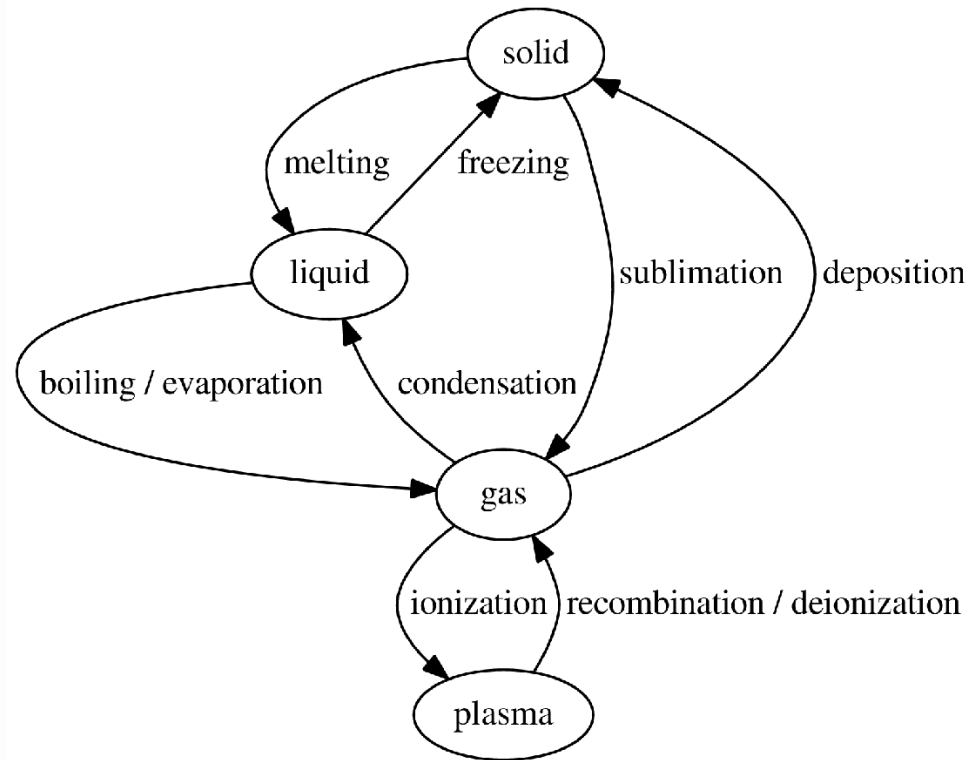 solid
melting
freezing
liquid
sublimation
deposition
boiling / evaporation
condensation
gas
ionization
recombination / deionization
plasma